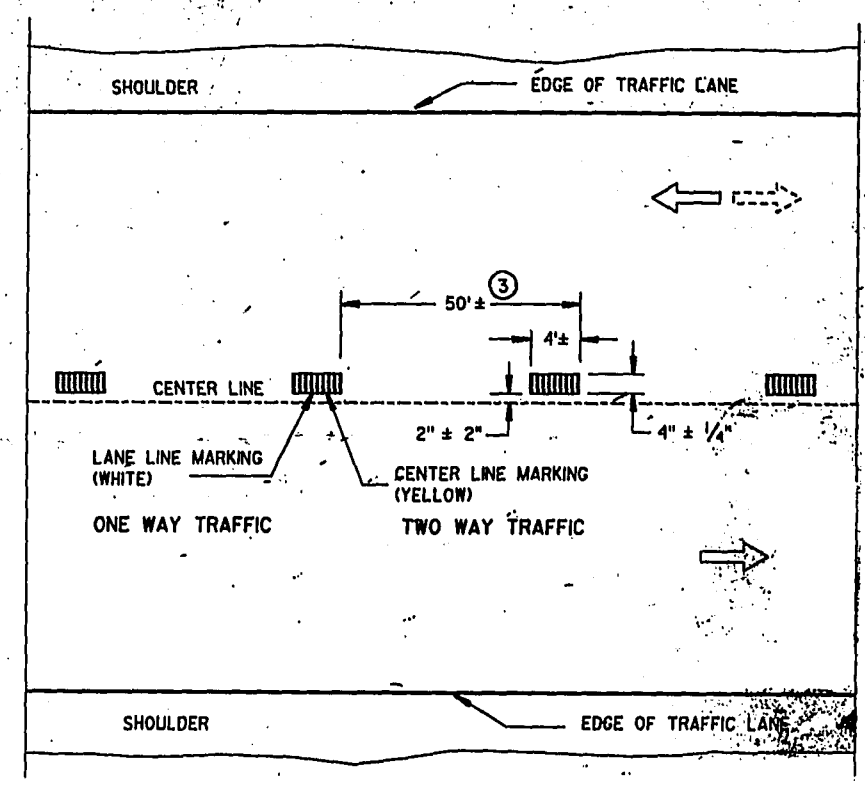 SHOULDER
EDGE OF TRAFFIC LANE
50'± ③
4'±
CENTER LINE
2" ± 2"
4" ± 1/4"
LANE LINE MARKING
(WHITE)
CENTER LINE MARKING
(YELLOW)
ONE WAY TRAFFIC
TWO WAY TRAFFIC
SHOULDER
EDGE OF TRAFFIC LANE